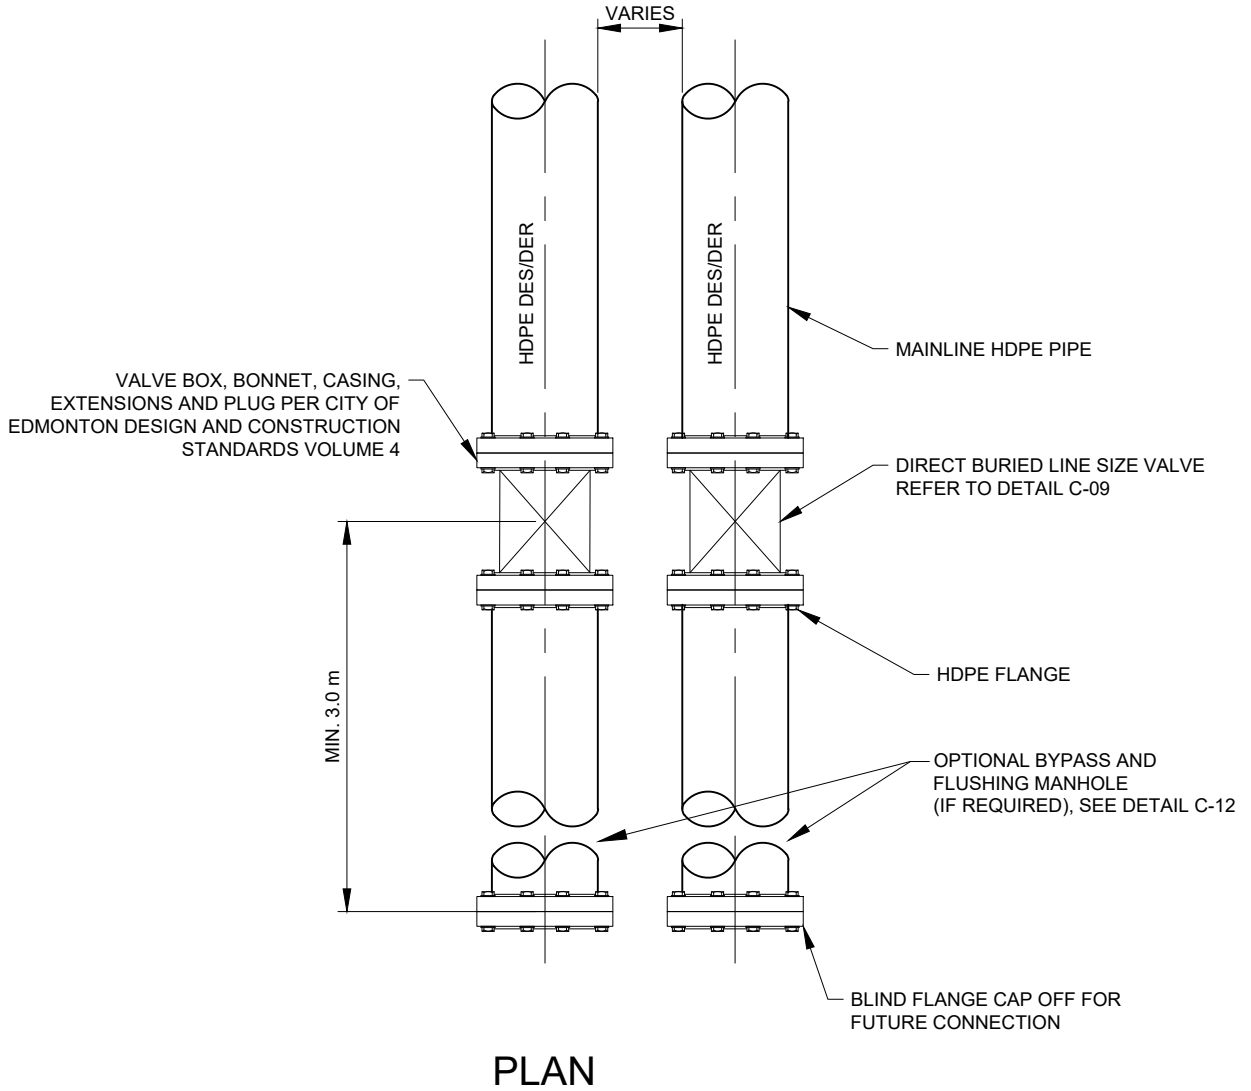 VARIES
HDPE DES/DER
HDPE DES/DER
MAINLINE HDPE PIPE
VALVE BOX, BONNET, CASING,
EXTENSIONS AND PLUG PER CITY OF
EDMONTON DESIGN AND CONSTRUCTION
STANDARDS VOLUME 4
DIRECT BURIED LINE SIZE VALVE
REFER TO DETAIL C-09
MIN. 3.0 m
HDPE FLANGE
OPTIONAL BYPASS AND
FLUSHING MANHOLE
(IF REQUIRED), SEE DETAIL C-12
BLIND FLANGE CAP OFF FOR
FUTURE CONNECTION
PLAN